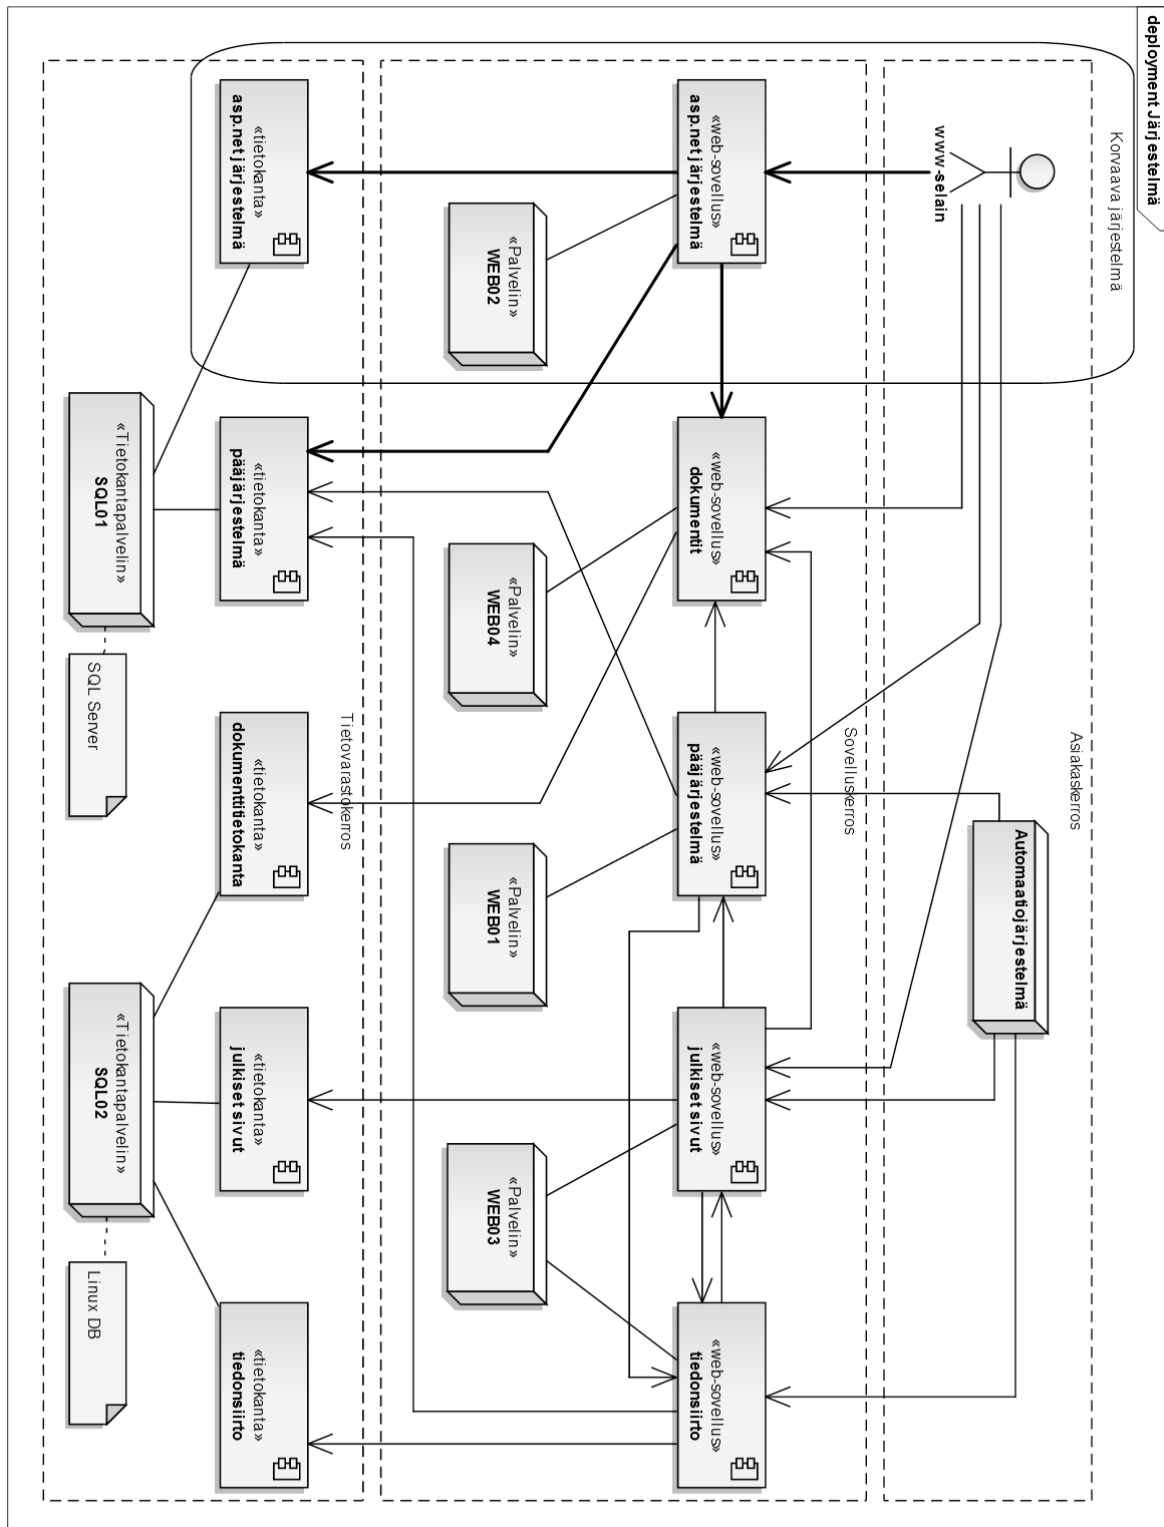 deployment Järjestelmä
Korvaava järjestelmä
Asiakaskerros
www-selain
Automaatiojärjestelmä
Sovelluskerros
«web-sovellus»
asp.net järjestelmä
«web-sovellus»
dokumentit
«web-sovellus»
pääjärjestelmä
«web-sovellus»
julkiset sivut
«web-sovellus»
tiedonsiirto
«Palvelin»
WEB02
«Palvelin»
WEB04
«Palvelin»
WEB01
«Palvelin»
WEB03
Tietovarastokerros
«tietokanta»
asp.net järjestelmä
«tietokanta»
pääjärjestelmä
«tietokanta»
dokumenttitietokanta
«tietokanta»
julkiset sivut
«tietokanta»
tiedonsiirto
«Tietokantapalvelin»
SQL01
SQL Server
«Tietokantapalvelin»
SQL02
Linux DB